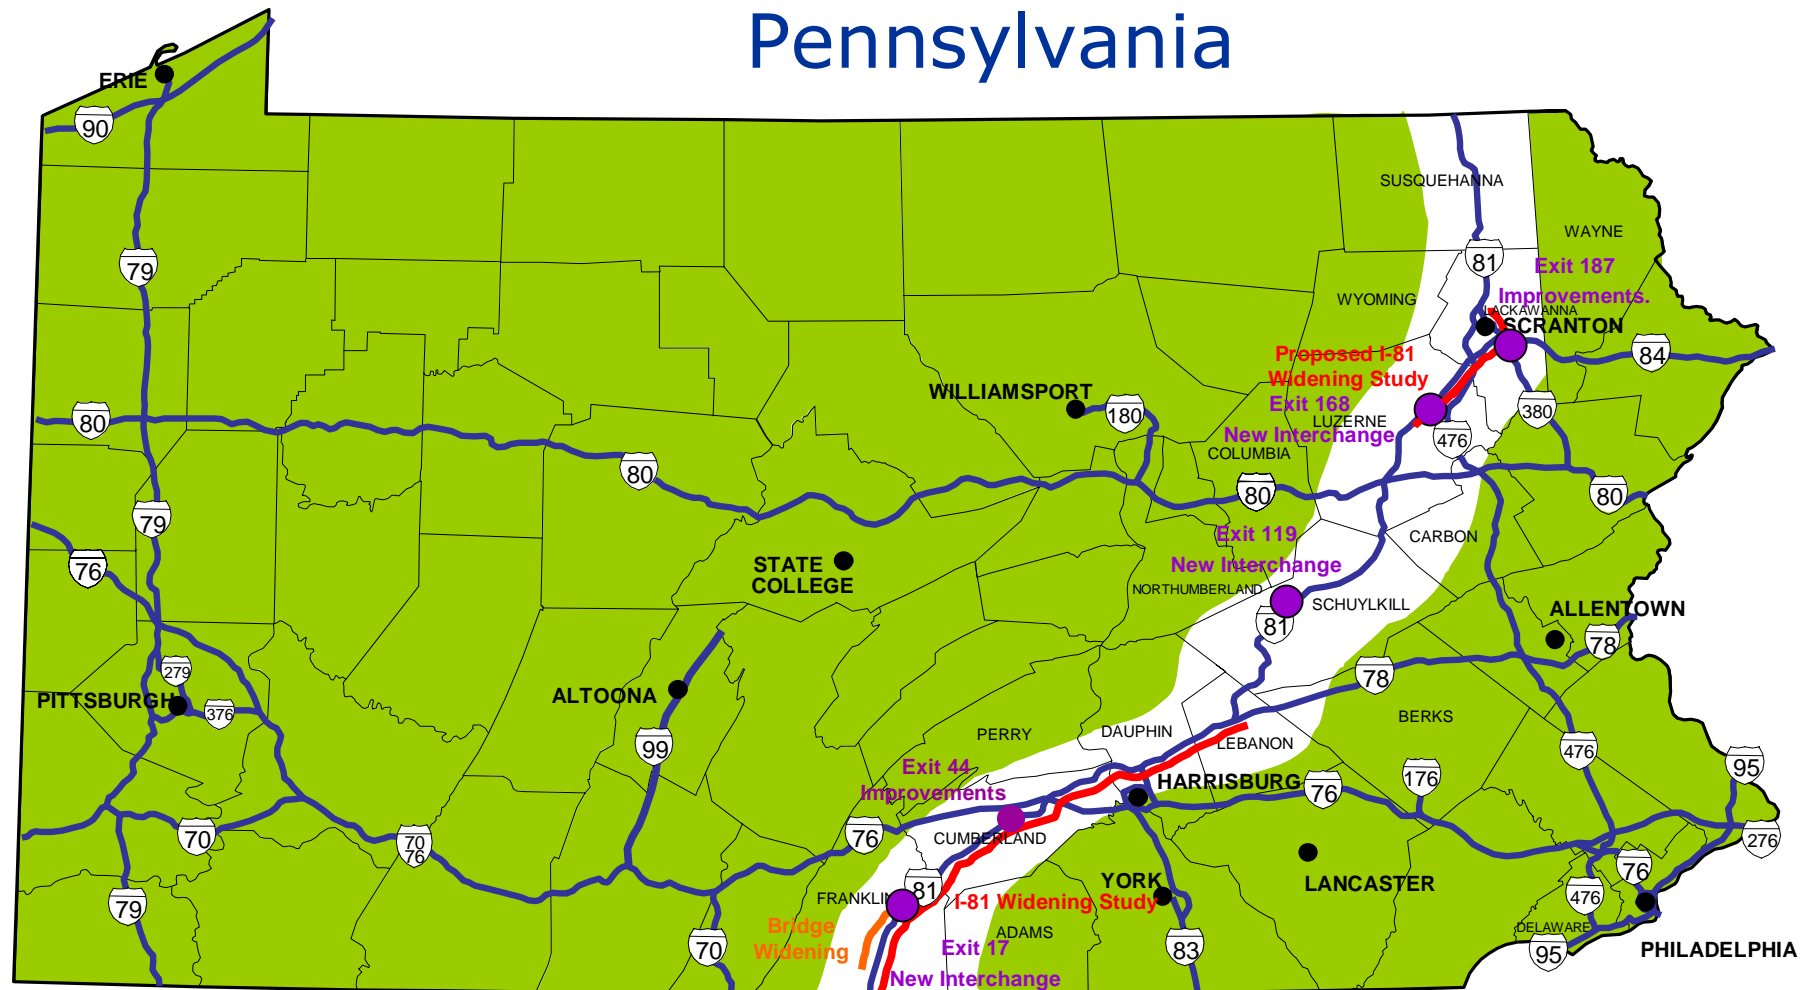 Pennsylvania
ERIE
90
79
SUSQUEHANNA
WAYNE
81
Exit 187
Improvements.
WYOMING
LACKAWANNA
SCRANTON
84
Proposed I-81
Widening Study
Exit 168
New Interchange
LUZERNE
380
476
WILLIAMSPORT
180
COLUMBIA
80
80
80
80
79
76
Exit 119
New Interchange
CARBON
STATE
COLLEGE
NORTHUMBERLAND
SCHUYLKILL
81
ALLENTOWN
78
78
279
PITTSBURGH
376
ALTOONA
99
PERRY
DAUPHIN
LEBANON
BERKS
476
95
Exit 44
Improvements
HARRISBURG
76
176
70
70
76
76
CUMBERLAND
276
76
LANCASTER
YORK
FRANKLIN
81
I-81 Widening Study
476
79
Bridge
Widening
ADAMS
Exit 17
New Interchange
70
83
DELAWARE
95
PHILADELPHIA